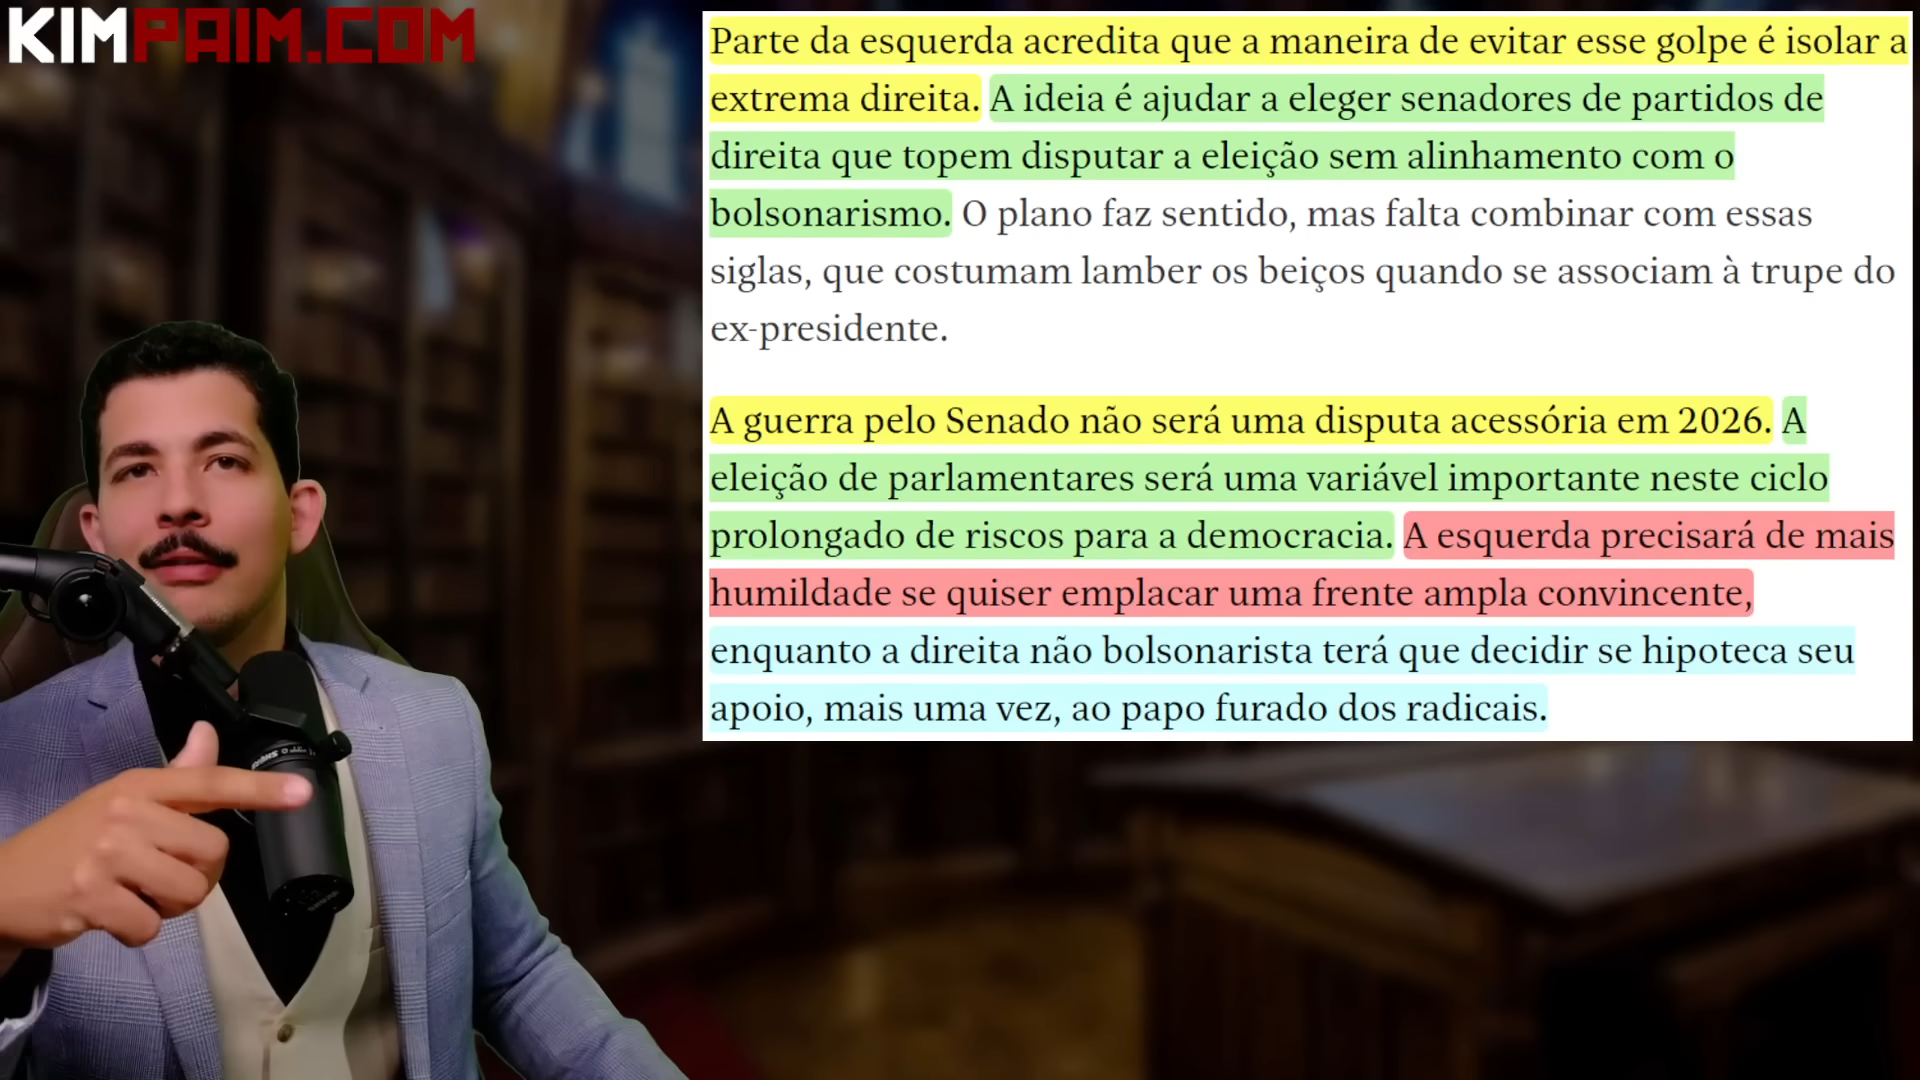 KIMPAIM.COM
Parte da esquerda acredita que a maneira de evitar esse golpe é isolar a
extrema direita. A ideia é ajudar a eleger senadores de partidos de
direita que topem disputar a eleição sem alinhamento com o
bolsonarismo. O plano faz sentido, mas falta combinar com essas
siglas, que costumam lamber os beiços quando se associam à trupe do
ex-presidente.
A guerra pelo Senado não será uma disputa acessória em 2026. A
eleição de parlamentares será uma variável importante neste ciclo
prolongado de riscos para a democracia. A esquerda precisará de mais
humildade se quiser emplacar uma frente ampla convincente,
enquanto a direita não bolsonarista terá que decidir se hipoteca seu
apoio, mais uma vez, ao papo furado dos radicais.